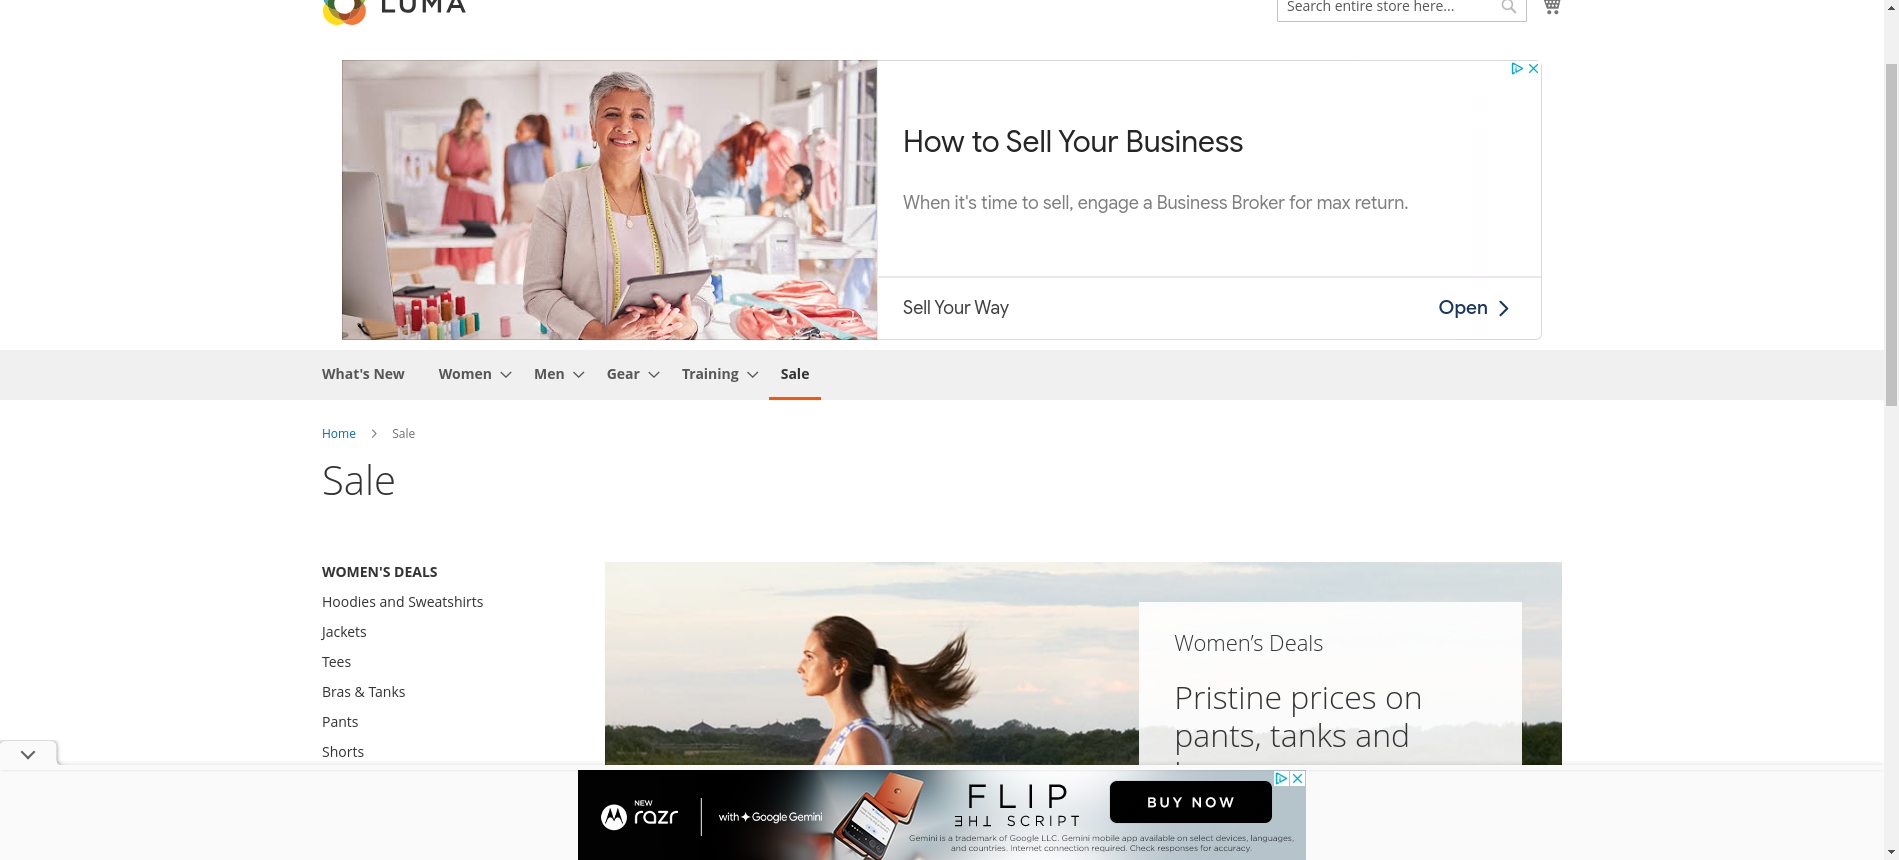 LUMA
Search entire store here...
How to Sell Your Business
When it's time to sell, engage a Business Broker for max return.
Sell Your Way
Open
What's New Women Men Gear Training Sale
Home Sale
Sale
WOMEN'S DEALS
Hoodies and Sweatshirts
Jackets
Tees
Bras & Tanks
Pants
Shorts
Women’s Deals
Pristine prices on
pants, tanks and
NEW
razr
with Google Gemini
FLIP
THE SCRIPT
BUY NOW
Gemini is a trademark of Google LLC. Gemini mobile app available on select devices, languages,
and countries. Internet connection required. Check responses for accuracy.